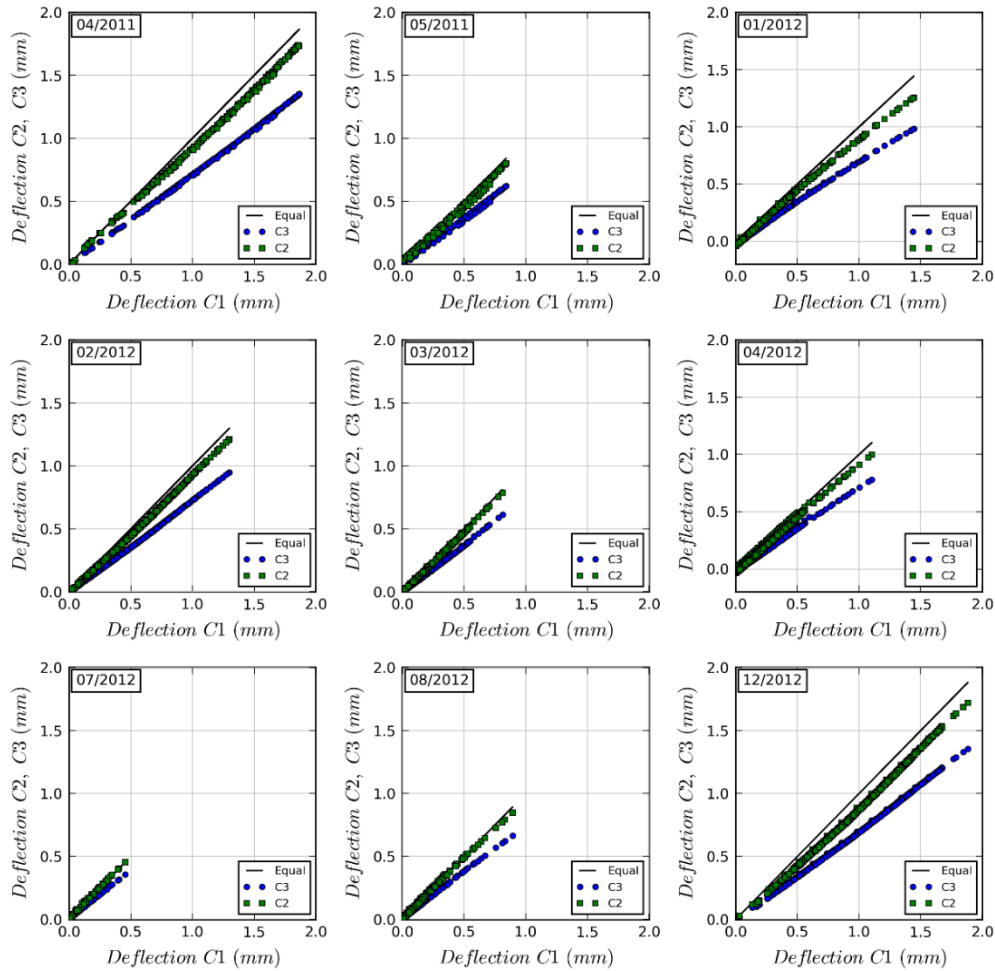 04/2011
2.0
1.5
1.0
0.5
0.0
0.0 0.5 1.0 1.5 2.0
Deflection C2, C3 (mm)
Deflection C1 (mm)
Equal
C3
C2
05/2011
2.0
1.5
1.0
0.5
0.0
0.0 0.5 1.0 1.5 2.0
Deflection C2, C3 (mm)
Deflection C1 (mm)
Equal
C3
C2
01/2012
2.0
1.5
1.0
0.5
0.0
0.0 0.5 1.0 1.5 2.0
Deflection C2, C3 (mm)
Deflection C1 (mm)
Equal
C3
C2
02/2012
2.0
1.5
1.0
0.5
0.0
0.0 0.5 1.0 1.5 2.0
Deflection C2, C3 (mm)
Deflection C1 (mm)
Equal
C3
C2
03/2012
2.0
1.5
1.0
0.5
0.0
0.0 0.5 1.0 1.5 2.0
Deflection C2, C3 (mm)
Deflection C1 (mm)
Equal
C3
C2
04/2012
2.0
1.5
1.0
0.5
0.0
0.0 0.5 1.0 1.5 2.0
Deflection C2, C3 (mm)
Deflection C1 (mm)
Equal
C3
C2
07/2012
2.0
1.5
1.0
0.5
0.0
0.0 0.5 1.0 1.5 2.0
Deflection C2, C3 (mm)
Deflection C1 (mm)
Equal
C3
C2
08/2012
2.0
1.5
1.0
0.5
0.0
0.0 0.5 1.0 1.5 2.0
Deflection C2, C3 (mm)
Deflection C1 (mm)
Equal
C3
C2
12/2012
2.0
1.5
1.0
0.5
0.0
0.0 0.5 1.0 1.5 2.0
Deflection C2, C3 (mm)
Deflection C1 (mm)
Equal
C3
C2